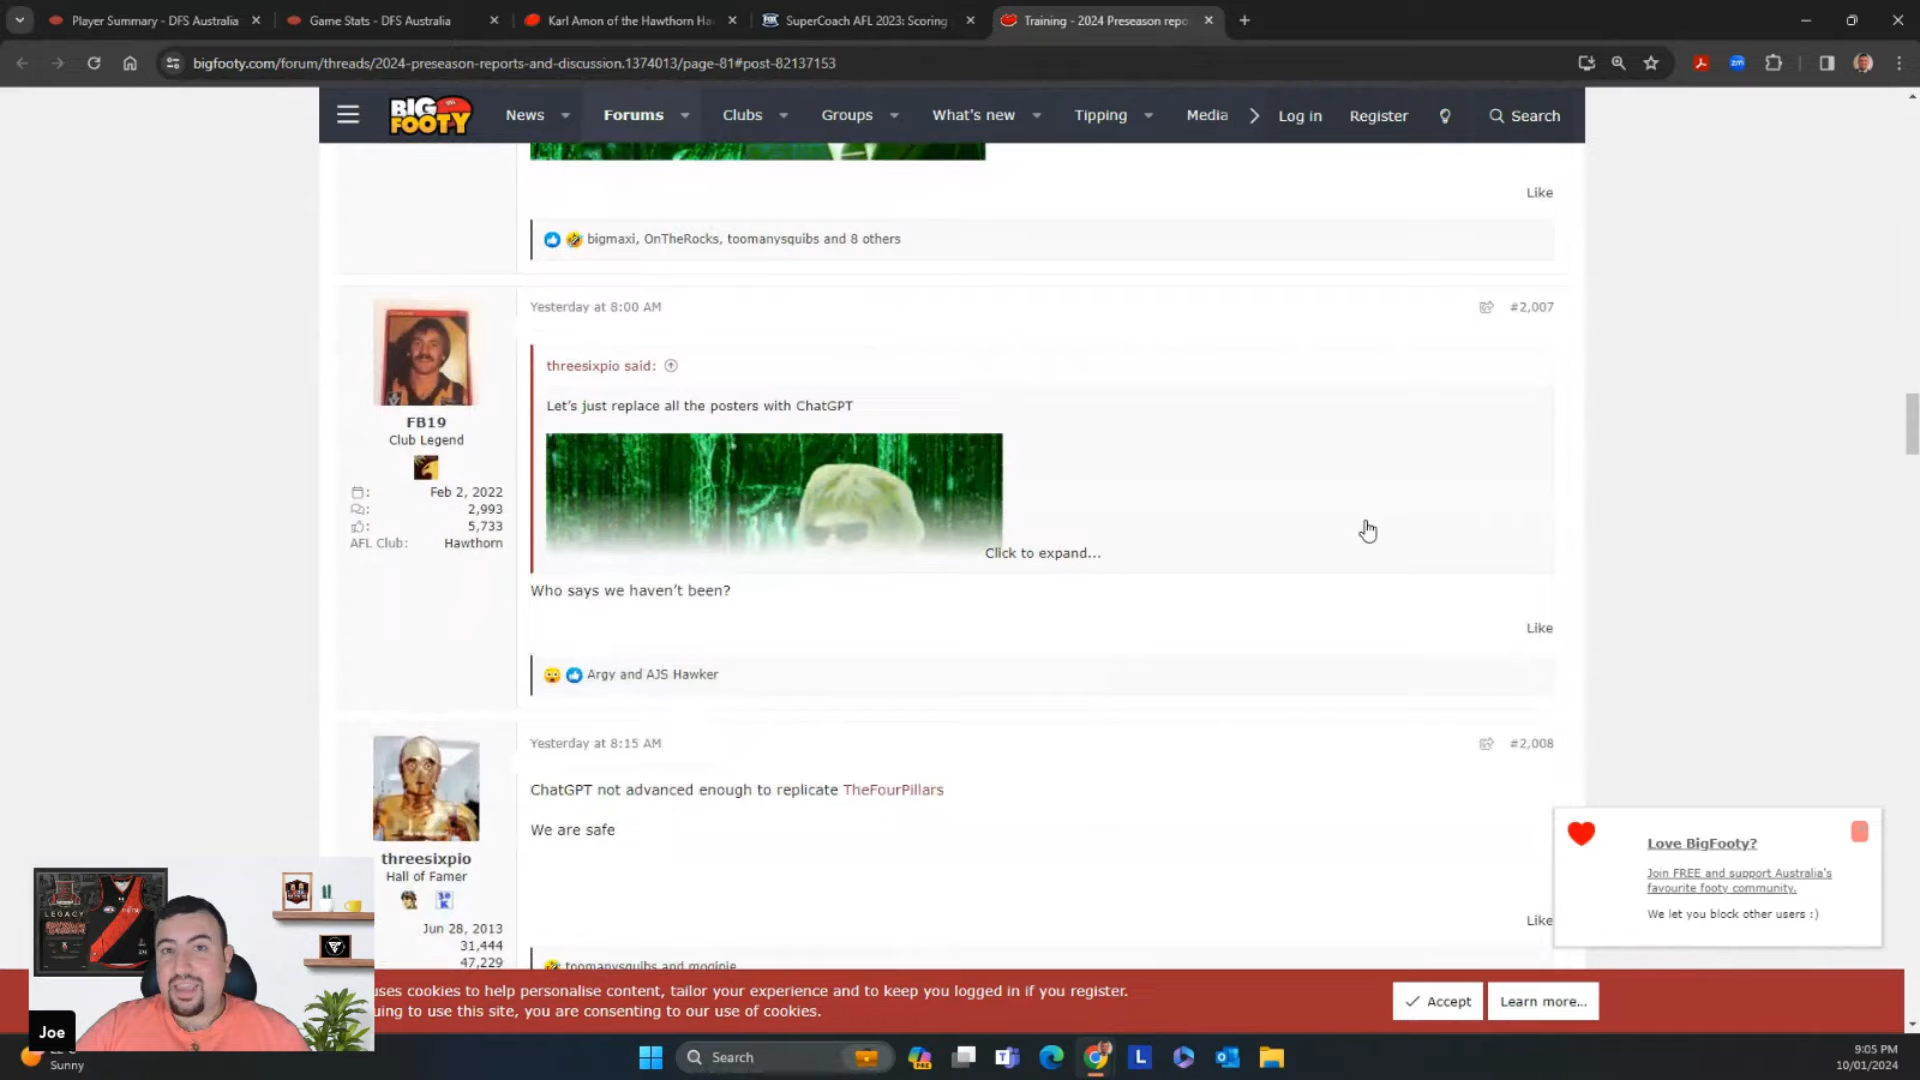 Player Summary - DFS Australia
Game Stats - DFS Australia
Karl Amon of the Hawthorn Ha
SuperCoach AFL 2023: Scoring
Training - 2024 Preseason repo
bigfooty.com/forum/threads/2024-preseason-reports-and-discussion.1374013/page-81#post-82137153
BIG FOOTY
News
Forums
Clubs
Groups
What's new
Tipping
Media
Log in
Register
Search
Like
bigmaxi, OnTheRocks, toomanysquibs and 8 others
Yesterday at 8:00 AM
#2,007
FB19
Club Legend
Feb 2, 2022
2,993
5,733
AFL Club: Hawthorn
threesixpio said:
Let's just replace all the posters with ChatGPT
Click to expand...
Who says we haven't been?
Like
Argy and AJS Hawker
Yesterday at 8:15 AM
#2,008
threesixpio
Hall of Famer
Jun 28, 2013
31,444
47,229
ChatGPT not advanced enough to replicate TheFourPillars
We are safe
Like
toomanysquibs and mogipie
Love BigFooty?
Join FREE and support Australia's
favourite footy community.
We let you block other users :)
uses cookies to help personalise content, tailor your experience and to keep you logged in if you register.
uing to use this site, you are consenting to our use of cookies.
Accept
Learn more...
LEGACY
Joe
Sunny
Search
9:05 PM
10/01/2024